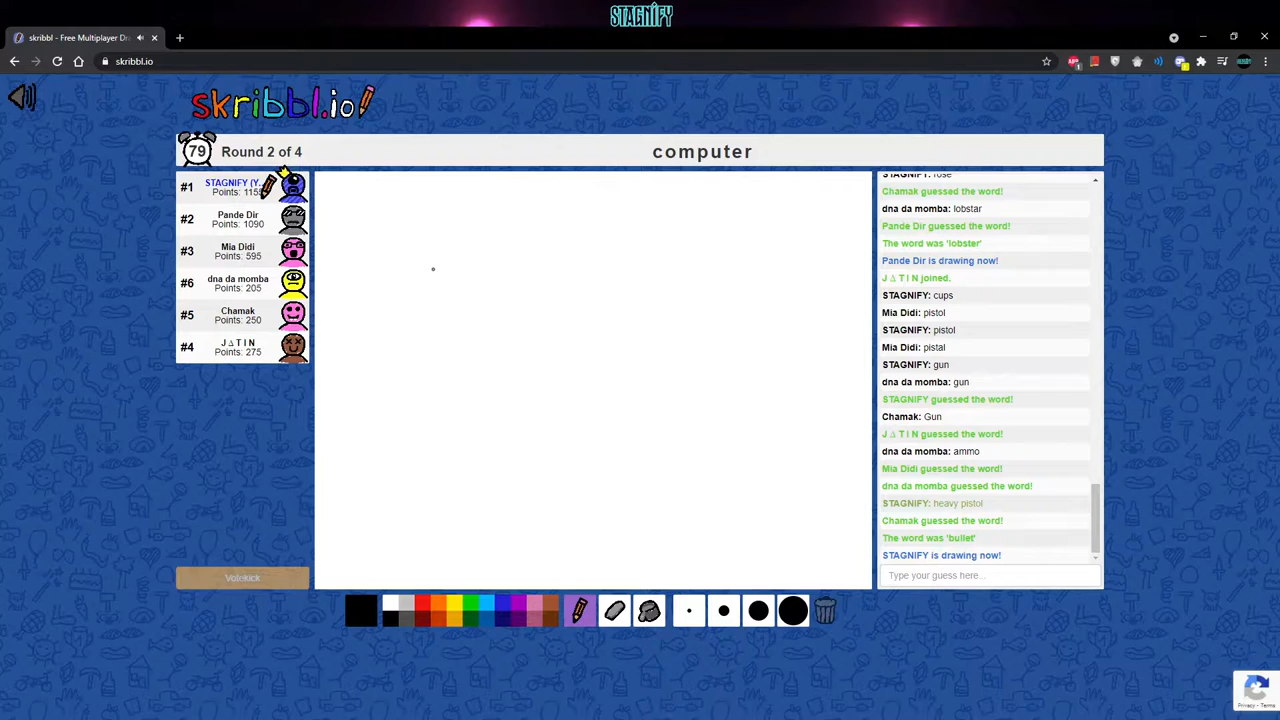 STAGNIFY
skribbl - Free Multiplayer Dr
skribbl.io
skribbl.io
79
Round 2 of 4
computer
#1
STAGNIFY (Y...
Points: 1155
#2
Pande Dir
Points: 1090
#3
Mia Didi
Points: 595
#6
dna da momba
Points: 205
#5
Chamak
Points: 250
#4
J Δ T I N
Points: 275
Votekick
STAGNIFY: rose
Chamak guessed the word!
dna da momba: lobstar
Pande Dir guessed the word!
The word was 'lobster'
Pande Dir is drawing now!
J Δ T I N joined.
STAGNIFY: cups
Mia Didi: pistol
STAGNIFY: pistol
Mia Didi: pistal
STAGNIFY: gun
dna da momba: gun
STAGNIFY guessed the word!
Chamak: Gun
J Δ T I N guessed the word!
dna da momba: ammo
Mia Didi guessed the word!
dna da momba guessed the word!
STAGNIFY: heavy pistol
Chamak guessed the word!
The word was 'bullet'
STAGNIFY is drawing now!
Type your guess here...
Privacy - Terms